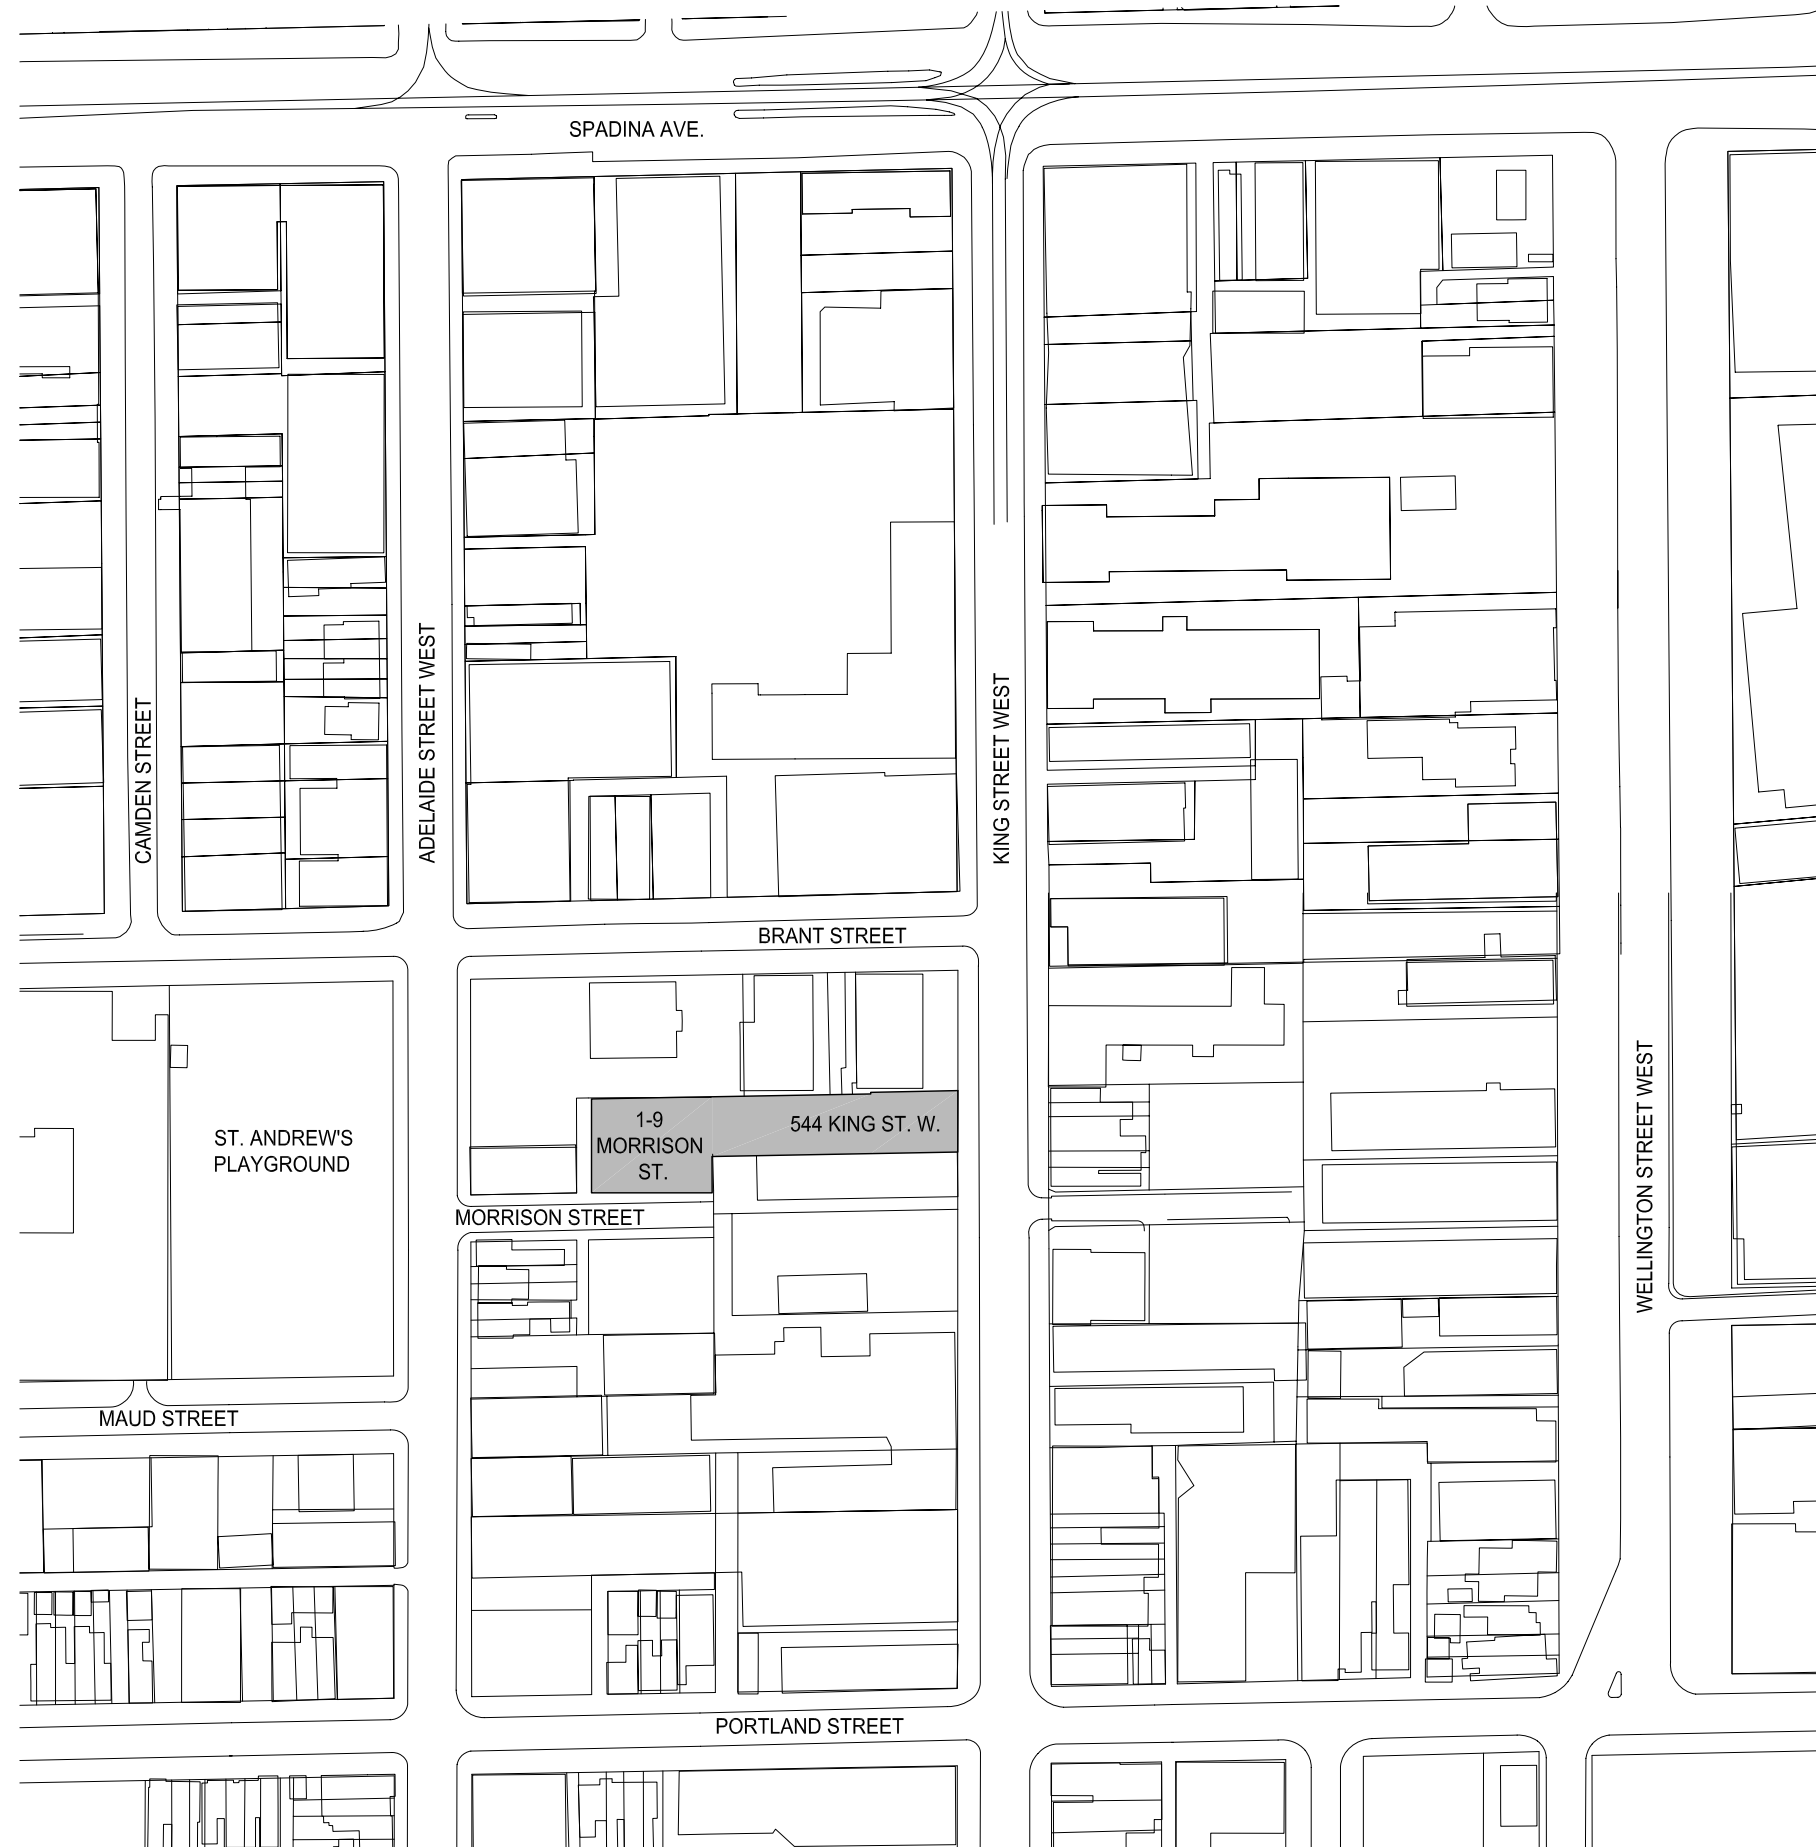 SPADINA AVE.
CAMDEN STREET
ADELAIDE STREET WEST
KING STREET WEST
BRANT STREET
WELLINGTON STREET WEST
1-9
MORRISON
ST.
544 KING ST. W.
ST. ANDREW'S
PLAYGROUND
MORRISON STREET
MAUD STREET
PORTLAND STREET